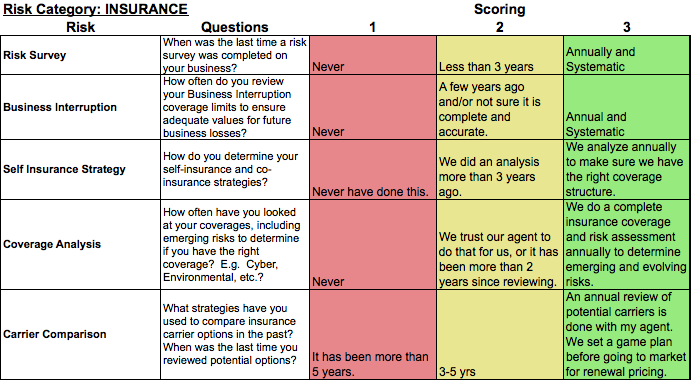 Risk Category: INSURANCE Scoring
Risk Questions 1 2 3
Risk Survey
When was the last time a risk
survey was completed on
your business?
Never
Less than 3 years
Annually and
Systematic
Business Interruption
How often do you review
your Business Interruption
coverage limits to ensure
adequate values for future
business losses?
Never
A few years ago
and/or not sure it is
complete and
accurate.
Annual and
Systematic
Self Insurance Strategy
How do you determine your
self-insurance and co-
insurance strategies?
Never have done this.
We did an analysis
more than 3 years
ago.
We analyze annually
to make sure we have
the right coverage
structure.
Coverage Analysis
How often have you looked
at your coverages, including
emerging risks to determine
if you have the right
coverage? E.g. Cyber,
Environmental, etc.?
Never
We trust our agent to
do that for us, or it has
been more than 2
years since reviewing.
We do a complete
insurance coverage
and risk assessment
annually to determine
emerging and evolving
risks.
Carrier Comparison
What strategies have you
used to compare insurance
carrier options in the past?
When was the last time you
reviewed potential options?
It has been more than
5 years.
3-5 yrs
An annual review of
potential carriers is
done with my agent.
We set a game plan
before going to market
for renewal pricing.